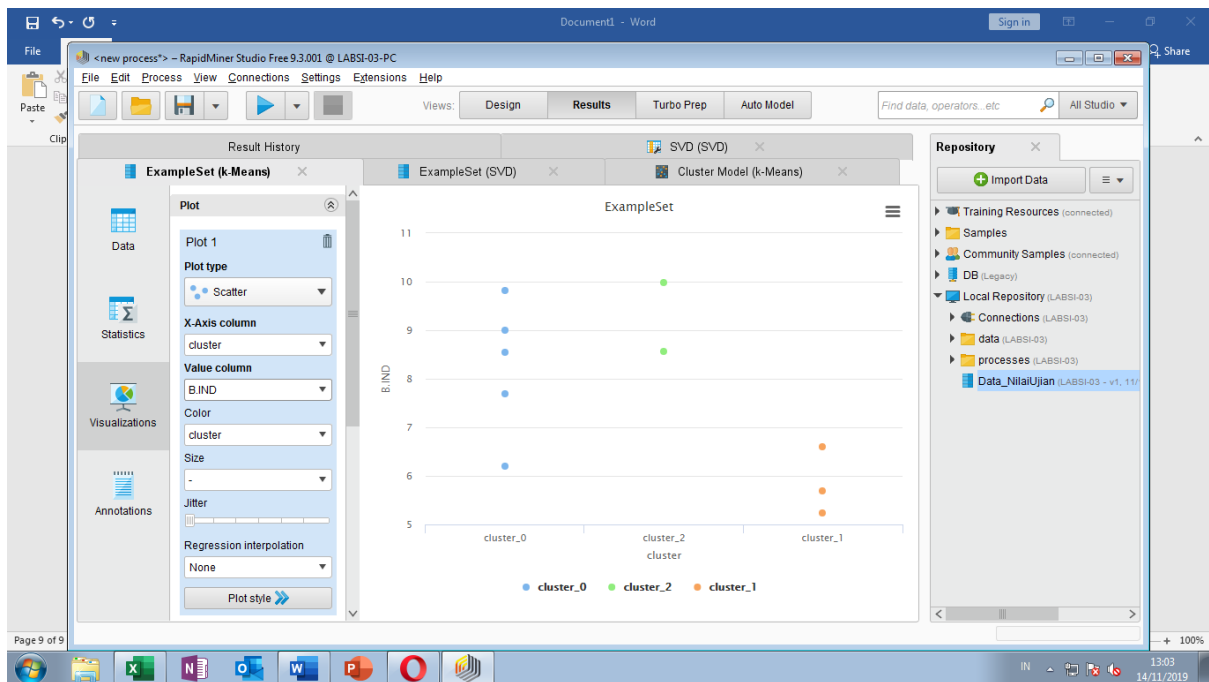 Document1 - Word
Sign in
File
Share
Paste
Clip
<new process*> – RapidMiner Studio Free 9.3.001 @ LABSI-03-PC
File Edit Process View Connections Settings Extensions Help
Views: Design Results Turbo Prep Auto Model
Find data, operators...etc
All Studio
Result History
SVD (SVD)
ExampleSet (k-Means)
ExampleSet (SVD)
Cluster Model (k-Means)
Data
Statistics
Visualizations
Annotations
Plot
Plot 1
Plot type
Scatter
X-Axis column
cluster
Value column
B.IND
Color
cluster
Size
-
Jitter
Regression interpolation
None
Plot style
ExampleSet
11
10
9
8
7
6
5
B.IND
cluster_0 cluster_2 cluster_1
cluster
cluster_0 cluster_2 cluster_1
Repository
Import Data
Training Resources (connected)
Samples
Community Samples (connected)
DB (Legacy)
Local Repository (LABSI-03)
Connections (LABSI-03)
data (LABSI-03)
processes (LABSI-03)
Data_NilaiUjian (LABSI-03 - v1, 11/
Page 9 of 9
100%
IN
13:03
14/11/2019